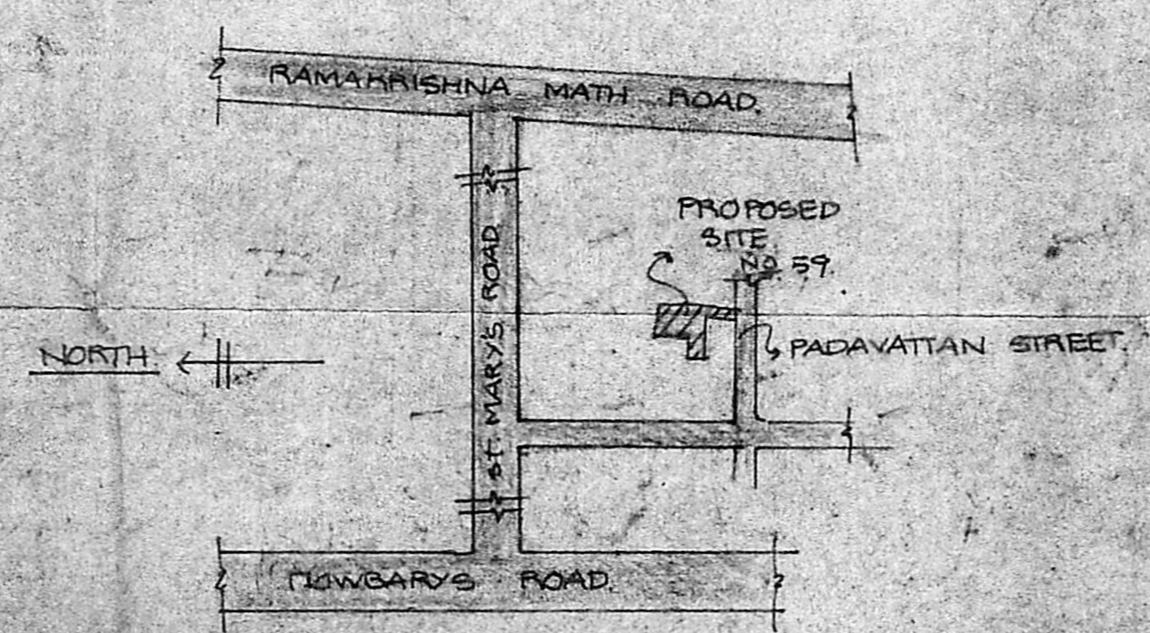 RAMAKRISHNA MATH ROAD.
PROPOSED
SITE
NO. 59.
ST. MARY'S ROAD
PADAVATTAN STREET.
NORTH
MOWBARYS ROAD.